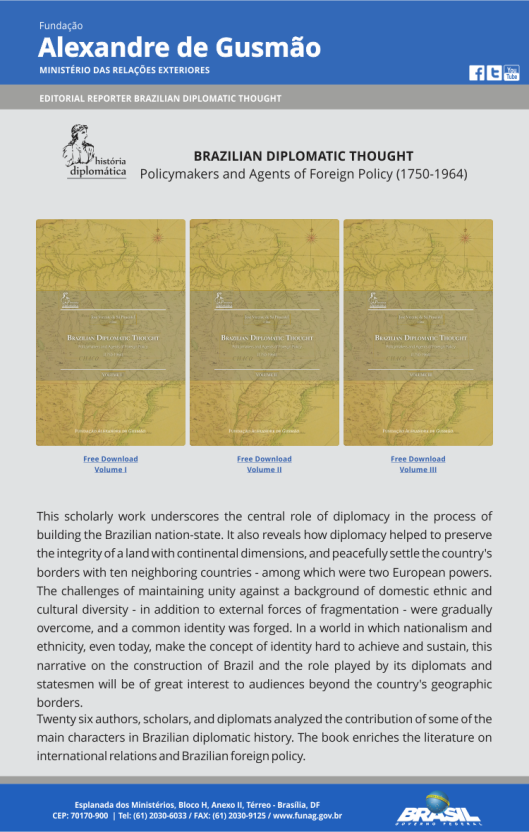 Fundação
Alexandre de Gusmão
MINISTÉRIO DAS RELAÇÕES EXTERIORES
You
Tube
EDITORIAL REPORTER BRAZILIAN DIPLOMATIC THOUGHT
história
diplomática
BRAZILIAN DIPLOMATIC THOUGHT
Policymakers and Agents of Foreign Policy (1750-1964)
BRAZILIAN DIPLOMATIC THOUGHT
BRAZILIAN DIPLOMATIC THOUGHT
BRAZILIAN DIPLOMATIC THOUGHT
Free Download
Volume I
Free Download
Volume II
Free Download
Volume III
This scholarly work underscores the central role of diplomacy in the process of
building the Brazilian nation-state. It also reveals how diplomacy helped to preserve
the integrity of a land with continental dimensions, and peacefully settle the country's
borders with ten neighboring countries - among which were two European powers.
The challenges of maintaining unity against a background of domestic ethnic and
cultural diversity - in addition to external forces of fragmentation - were gradually
overcome, and a common identity was forged. In a world in which nationalism and
ethnicity, even today, make the concept of identity hard to achieve and sustain, this
narrative on the construction of Brazil and the role played by its diplomats and
statesmen will be of great interest to audiences beyond the country's geographic
borders.
Twenty six authors, scholars, and diplomats analyzed the contribution of some of the
main characters in Brazilian diplomatic history. The book enriches the literature on
international relations and Brazilian foreign policy.
Esplanada dos Ministérios, Bloco H, Anexo II, Térreo - Brasília, DF
CEP: 70170-900 | Tel: (61) 2030-6033 / FAX: (61) 2030-9125 / www.funag.gov.br
BRASIL
GOVERNO FEDERAL